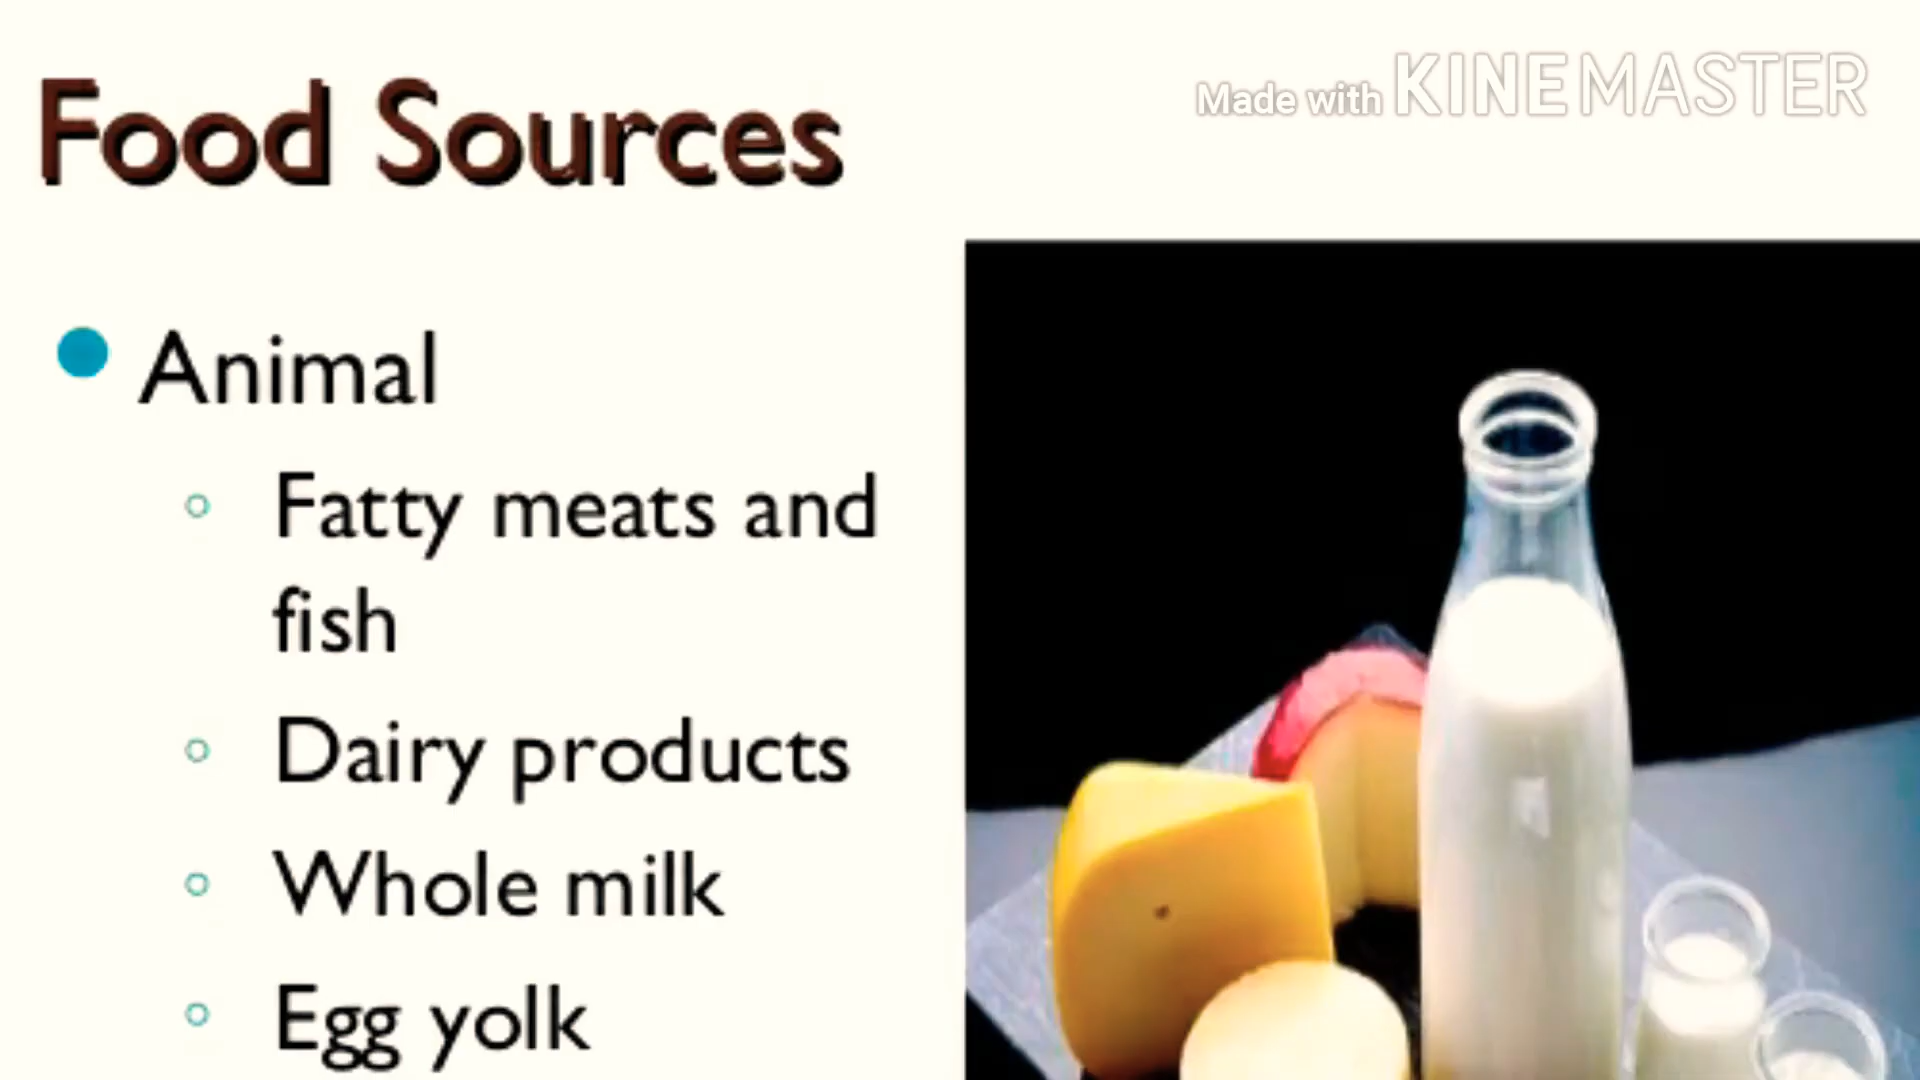 Made with KINEMASTER
Food Sources
Animal
Fatty meats and
fish
Dairy products
Whole milk
Egg yolk